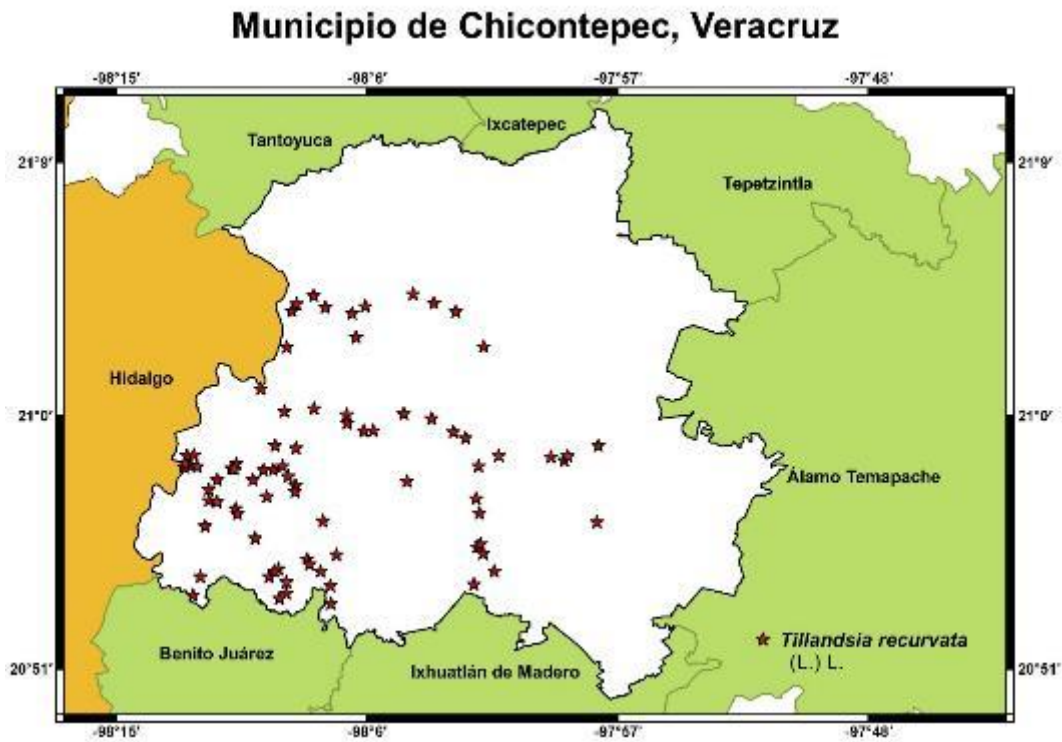 Municipio de Chicontepec, Veracruz
-98°15' -98°6' -97°57' -97°48'
Ixcatepec
Tantoyuca
21°9' 21°9'
Tepetzintla
Hidalgo
21°0' 21°0'
Álamo Temapache
Tillandsia recurvata
(L.) L.
Benito Juárez
Ixhuatlán de Madero
20°51' 20°51'
-98°15' -98°6' -97°57' -97°48'